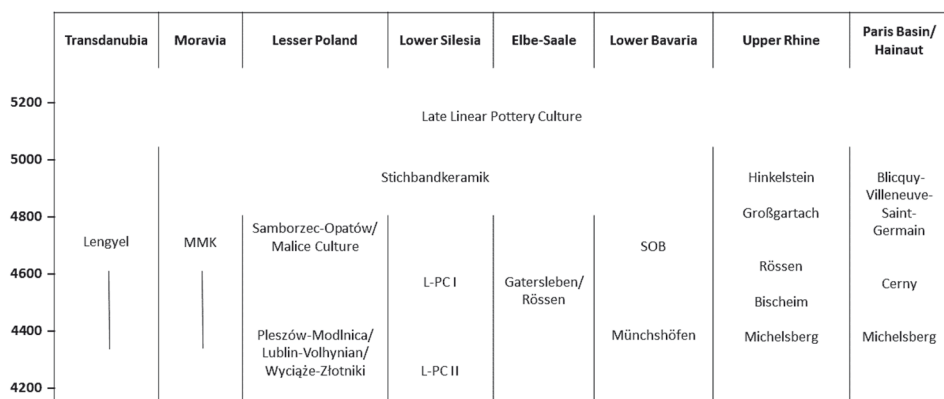 Transdanubia Moravia Lesser Poland Lower Silesia Elbe-Saale Lower Bavaria Upper Rhine Paris Basin/
Hainaut
5200
Late Linear Pottery Culture
5000
Stichbandkeramik Hinkelstein Blicquy-
Villeneuve-
4800 Großgartach Saint-
Samborzec-Opatów/ Germain
Lengyel MMK Malice Culture SOB
4600 Rössen
L-PC I Gatersleben/ Cerny
Rössen Bischeim
4400 Pleszów-Modlnica/ Münchshöfen Michelsberg Michelsberg
Lublin-Volhynian/
Wyciąże-Złotniki L-PC II
4200